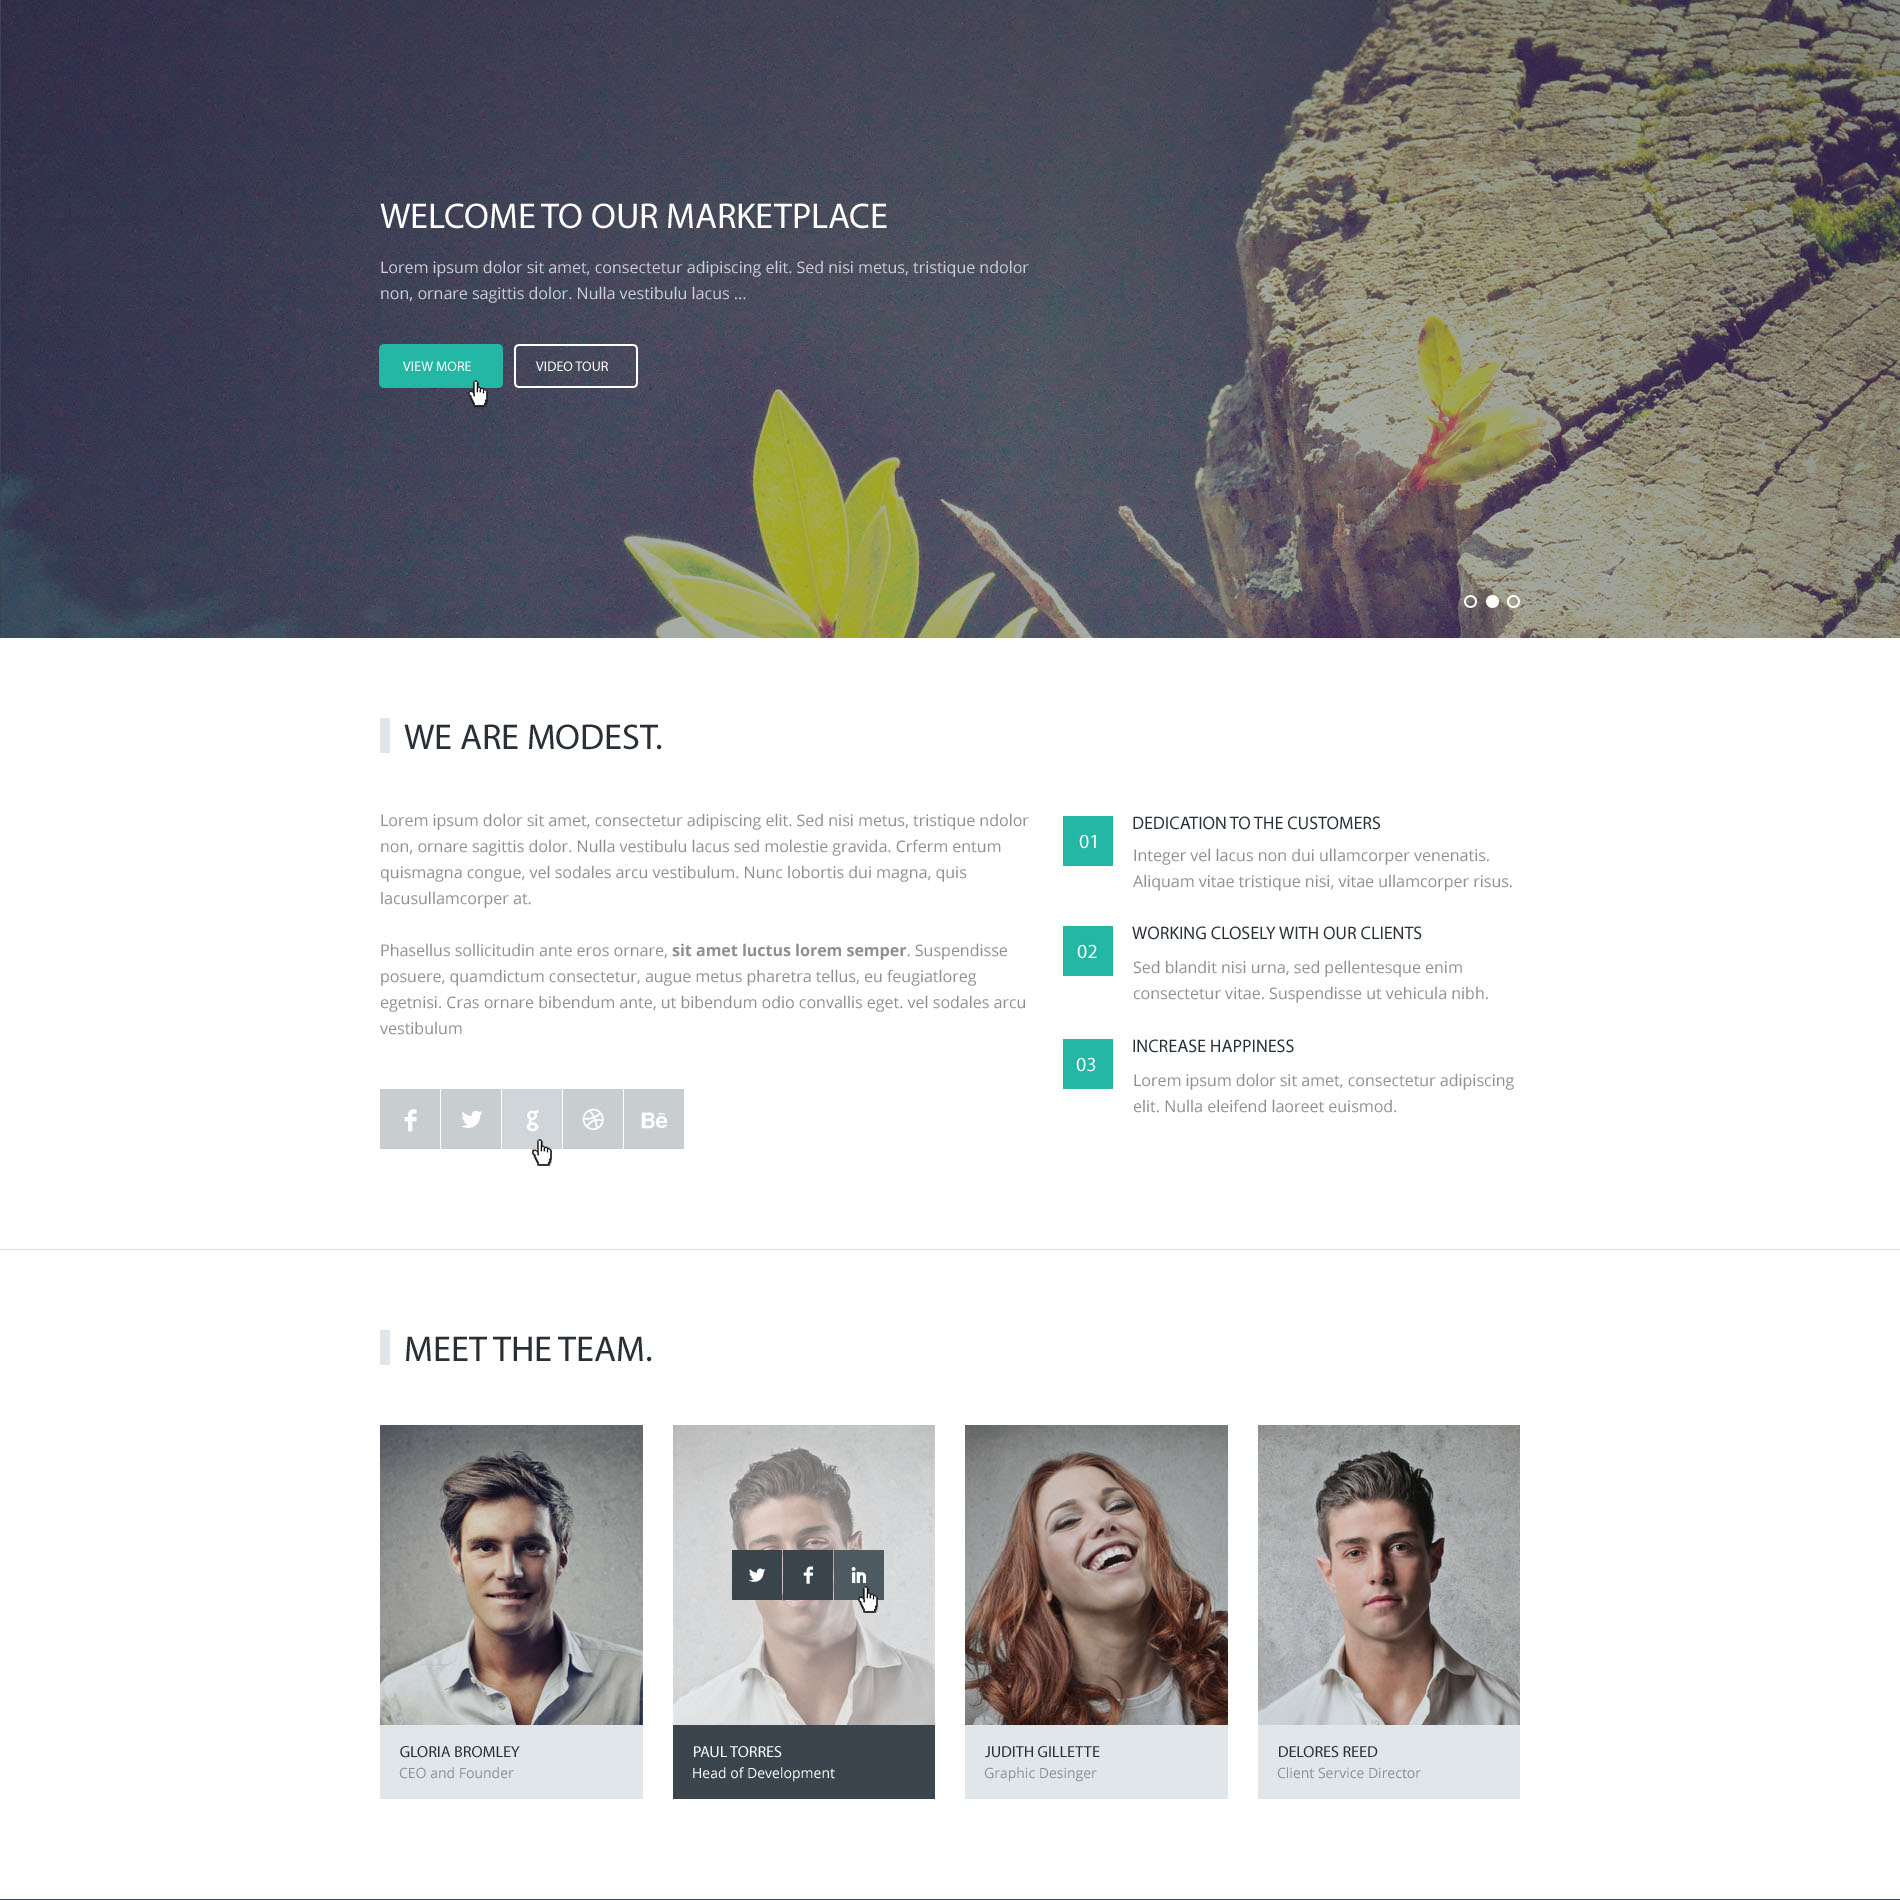 WELCOME TO OUR MARKETPLACE
Lorem ipsum dolor sit amet, consectetur adipiscing elit. Sed nisi metus, tristique ndolor
non, ornare sagittis dolor. Nulla vestibulu lacus ...
VIEW MORE
VIDEO TOUR
WE ARE MODEST.
Lorem ipsum dolor sit amet, consectetur adipiscing elit. Sed nisi metus, tristique ndolor
non, ornare sagittis dolor. Nulla vestibulu lacus sed molestie gravida. Crferm entum
quismagna congue, vel sodales arcu vestibulum. Nunc lobortis dui magna, quis
lacusullamcorper at.
Phasellus sollicitudin ante eros ornare, sit amet luctus lorem semper. Suspendisse
posuere, quamdictum consectetur, augue metus pharetra tellus, eu feugiatloreg
egetnisi. Cras ornare bibendum ante, ut bibendum odio convallis eget. vel sodales arcu
vestibulum
f
g
Bē
01
DEDICATION TO THE CUSTOMERS
Integer vel lacus non dui ullamcorper venenatis.
Aliquam vitae tristique nisi, vitae ullamcorper risus.
02
WORKING CLOSELY WITH OUR CLIENTS
Sed blandit nisi urna, sed pellentesque enim
consectetur vitae. Suspendisse ut vehicula nibh.
03
INCREASE HAPPINESS
Lorem ipsum dolor sit amet, consectetur adipiscing
elit. Nulla eleifend laoreet euismod.
MEET THE TEAM.
GLORIA BROMLEY
CEO and Founder
f
in
PAUL TORRES
Head of Development
JUDITH GILLETTE
Graphic Desinger
DELORES REED
Client Service Director